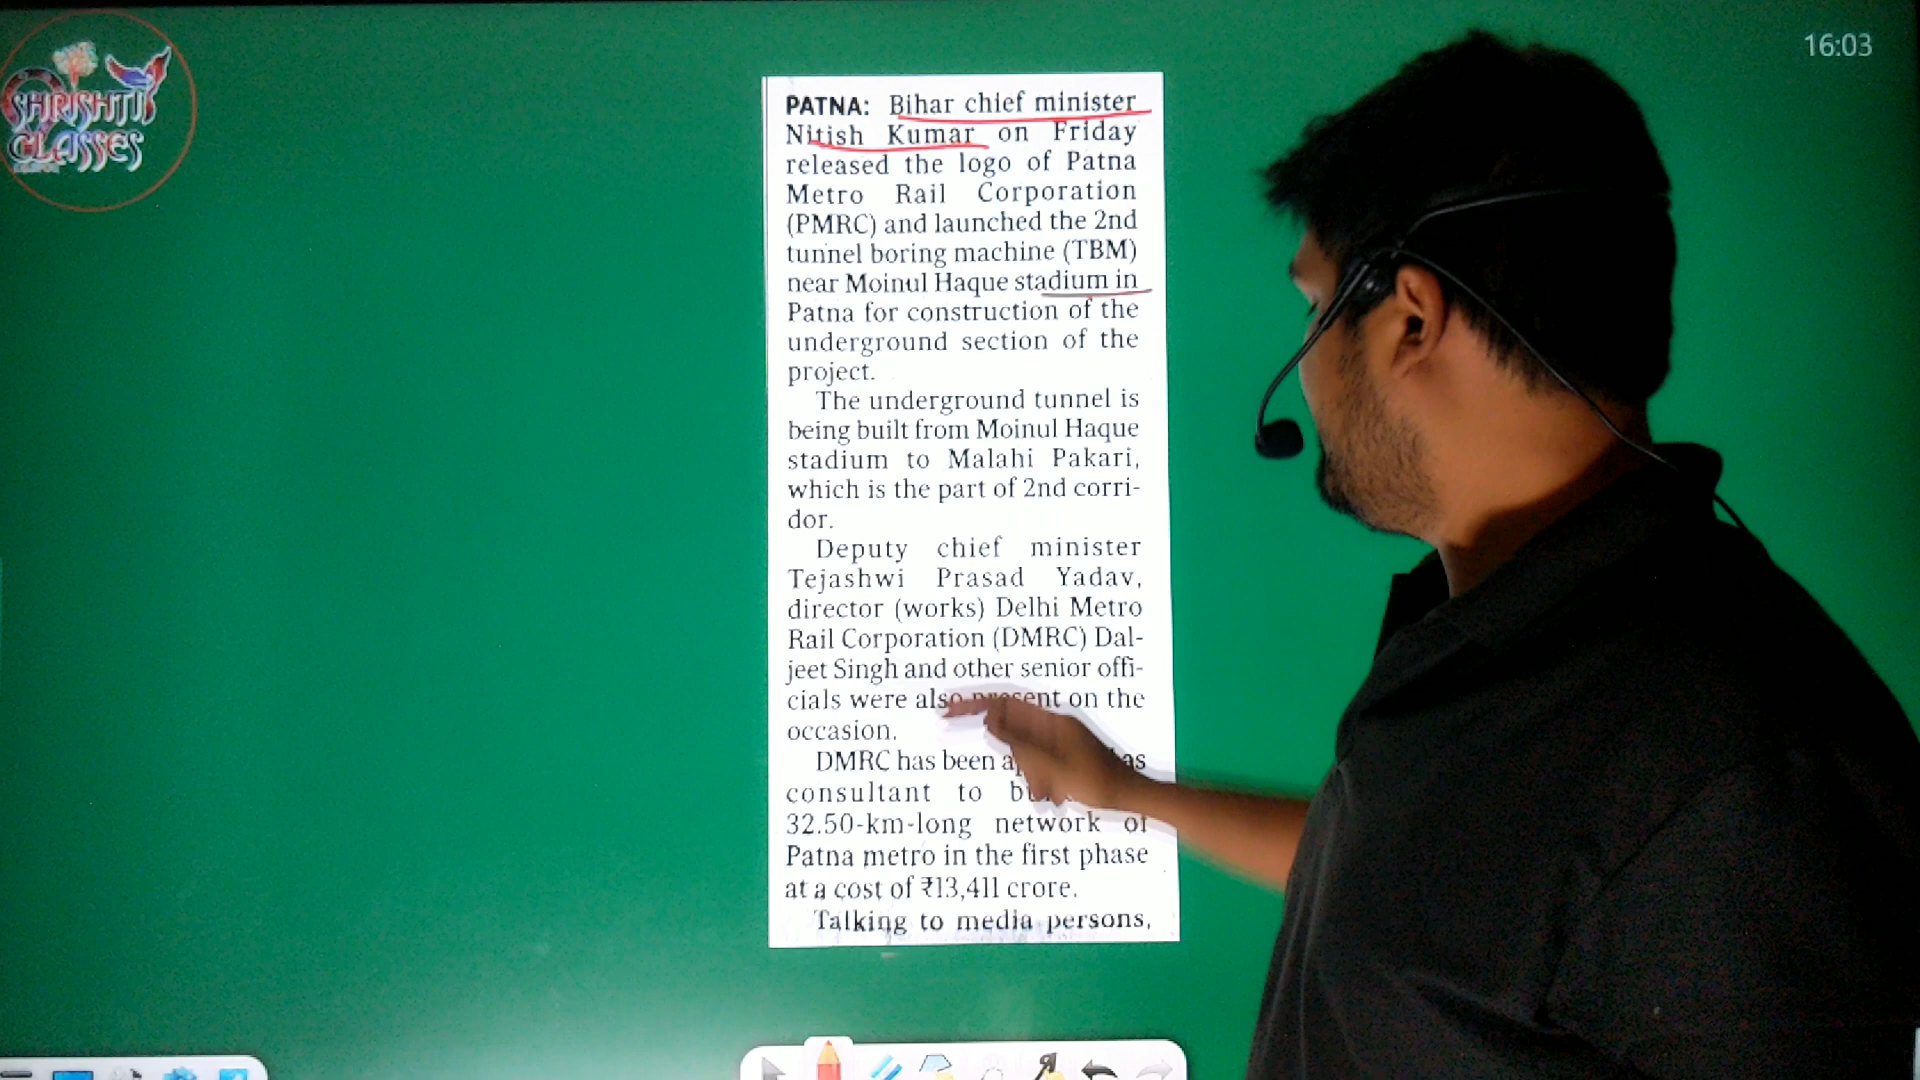 SHRISHTI
CLASSES
16:03
PATNA: Bihar chief minister
Nitish Kumar on Friday
released the logo of Patna
Metro Rail Corporation
(PMRC) and launched the 2nd
tunnel boring machine (TBM)
near Moinul Haque stadium in
Patna for construction of the
underground section of the
project.
The underground tunnel is
being built from Moinul Haque
stadium to Malahi Pakari,
which is the part of 2nd corri-
dor.
Deputy chief minister
Tejashwi Prasad Yadav,
director (works) Delhi Metro
Rail Corporation (DMRC) Dal-
jeet Singh and other senior offi-
cials were also present on the
occasion.
DMRC has been as
consultant to
32.50-km-long network of
Patna metro in the first phase
at a cost of ₹13,411 crore.
Talking to media persons,